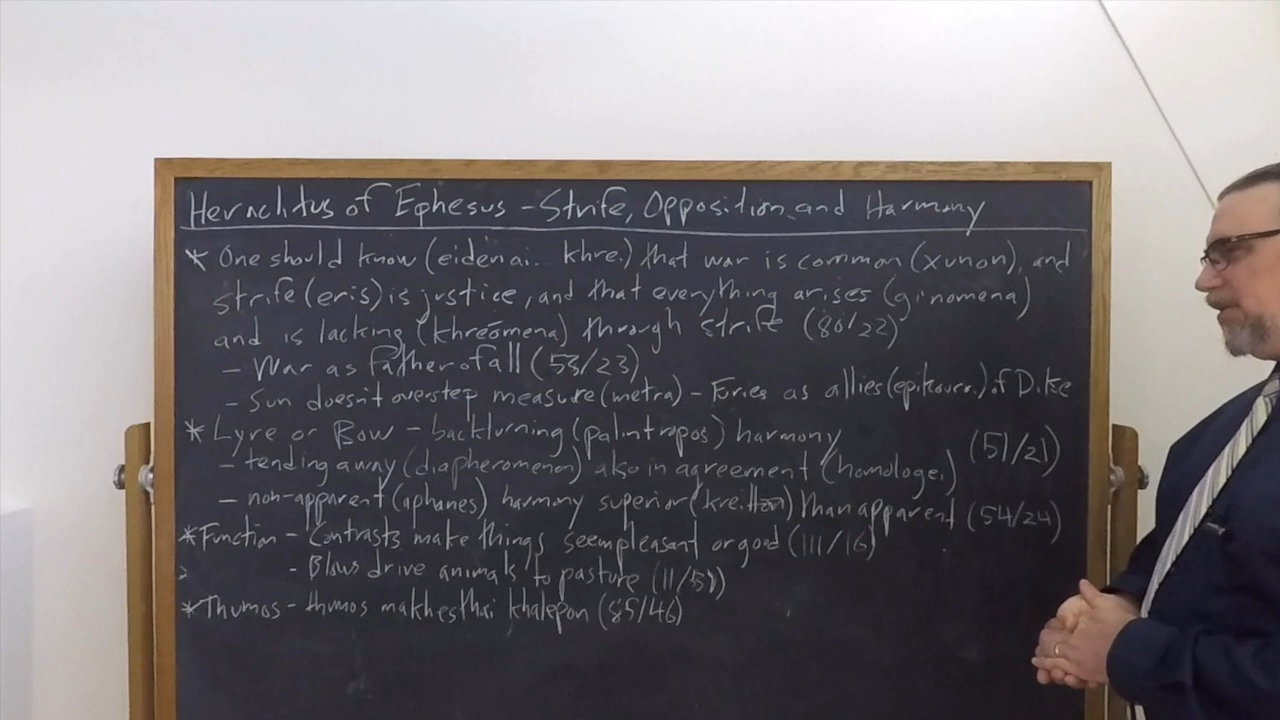 Heraclitus of Ephesus - Strife, Opposition, and Harmony
* One should know (eidenai.. khre.) that war is common (xunon), and
strife (eris) is justice, and that everything arises (ginomena)
and is lacking (khreōmena) through strife (80/22)
- War as father of all (53/23)
- Sun doesn't overstep measure (metra) - Furies as allies (epikouroi) of Dike
* Lyre or Bow - backturning (palintropos) harmony (51/21)
- tending away (diapheromenon) also in agreement (homologei)
- non-apparent (aphanes) harmony superior (kreitton) than apparent (54/24)
* Function - Contrasts make things seem pleasant or good (111/16)
- Blows drive animals to pasture
* Thumos - thumos makhesthai khalepon (85/46)